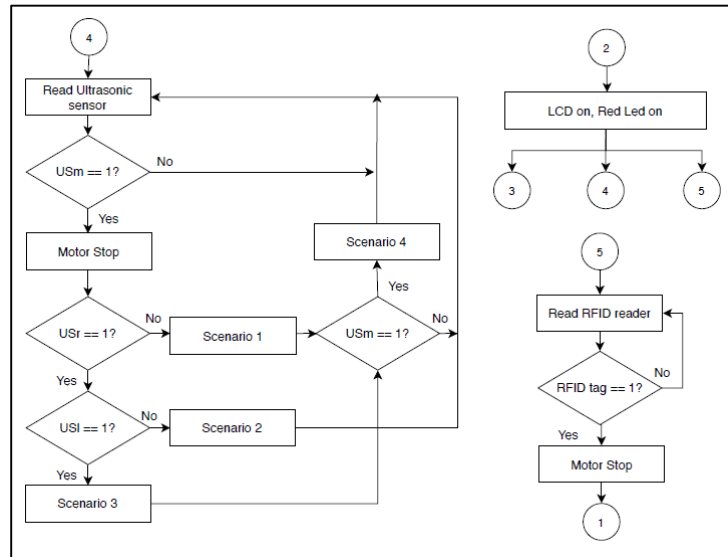 4
Read Ultrasonic
sensor
USm == 1?
No
Yes
Motor Stop
USr == 1?
No
Scenario 1
USm == 1?
No
Yes
Scenario 4
Yes
USl == 1?
No
Scenario 2
Yes
Scenario 3
2
LCD on, Red Led on
3
4
5
5
Read RFID reader
RFID tag == 1?
No
Yes
Motor Stop
1